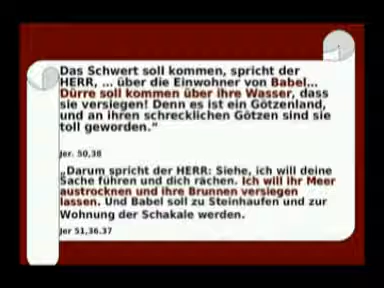 Das Schwert soll kommen, spricht der
HERR, ... über die Einwohner von Babel...
Dürre soll kommen über ihre Wasser, dass
sie versiegen! Denn es ist ein Götzenland,
und an ihren schrecklichen Götzen sind sie
toll geworden."
Jer. 50,38
„Darum spricht der HERR: Siehe, ich will deine
Sache führen und dich rächen. Ich will ihr Meer
austrocknen und ihre Brunnen versiegen
lassen. Und Babel soll zu Steinhaufen und zur
Wohnung der Schakale werden.
Jer 51,36.37